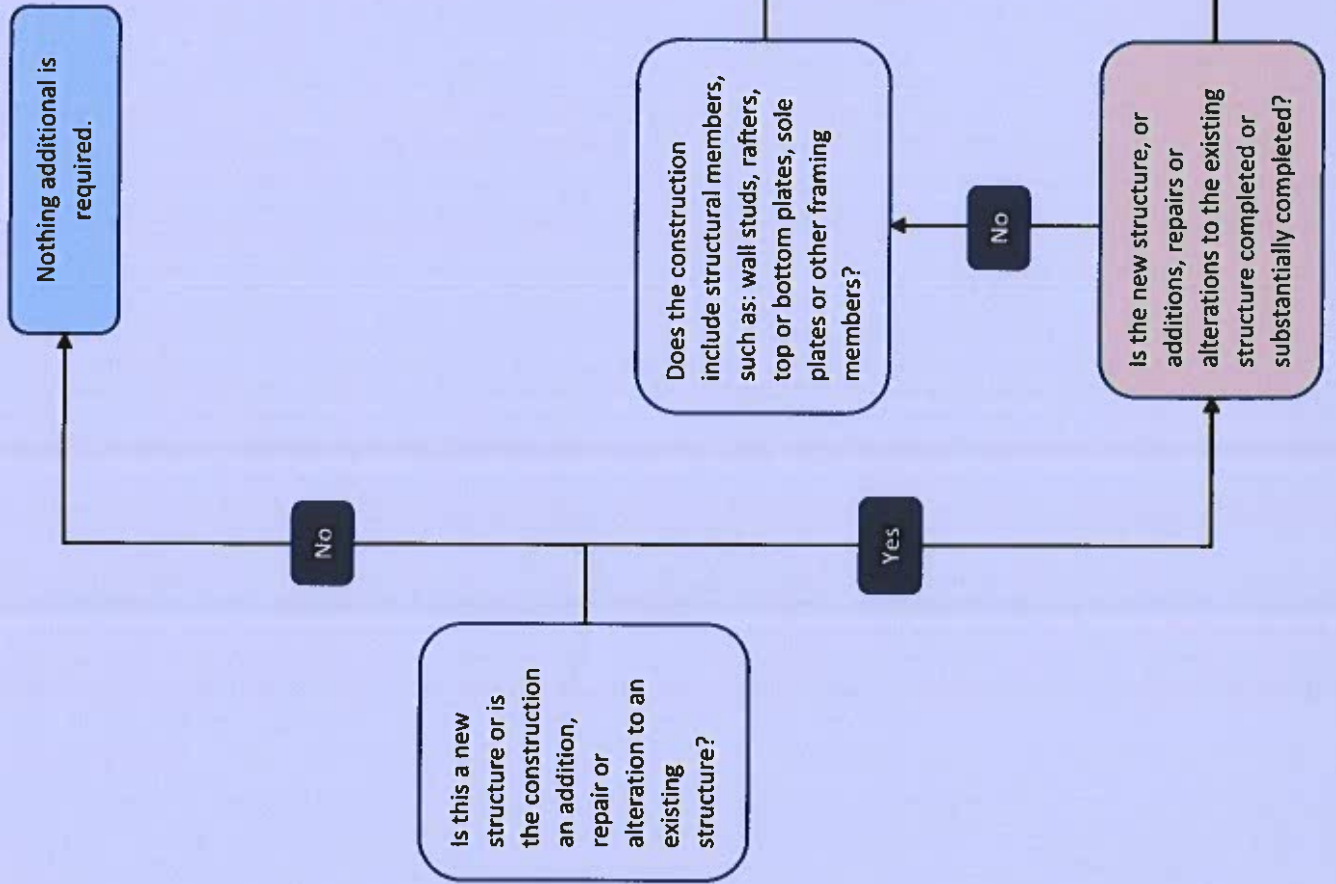 Is this a new
structure or is
the construction
an addition,
repair or
alteration to an
existing
structure?
No
Yes
Nothing additional is
required.
Does the construction
include structural members,
such as: wall studs, rafters,
top or bottom plates, sole
plates or other framing
members?
No
Is the new structure, or
additions, repairs or
alterations to the existing
structure completed or
substantially completed?